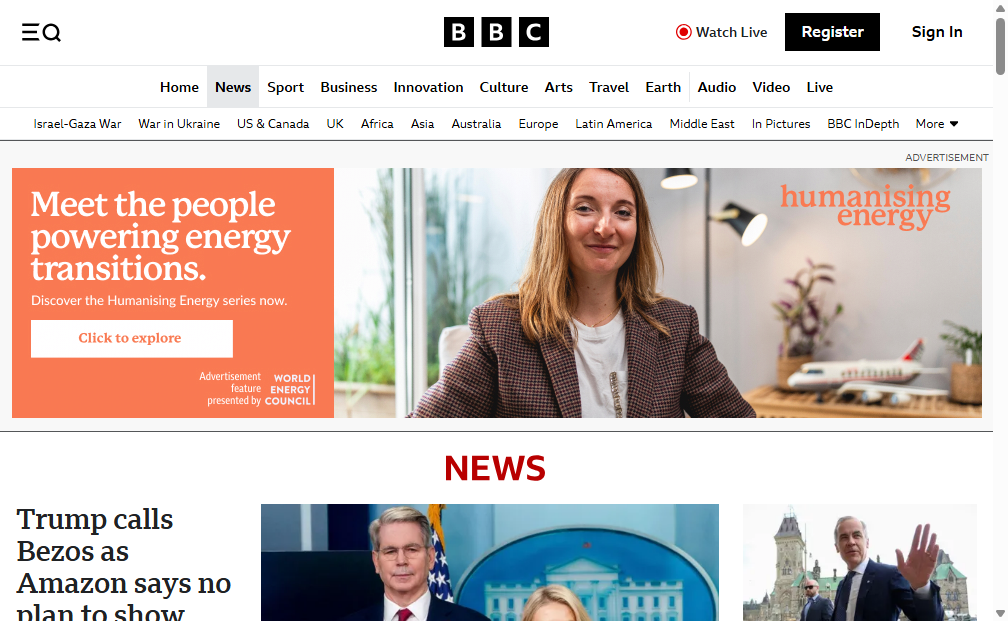 BBC
Watch Live
Register
Sign In
Home
News
Sport
Business
Innovation
Culture
Arts
Travel
Earth
Audio
Video
Live
Israel-Gaza War
War in Ukraine
US & Canada
UK
Africa
Asia
Australia
Europe
Latin America
Middle East
In Pictures
BBC InDepth
More
ADVERTISEMENT
Meet the people
powering energy
transitions.
Discover the Humanising Energy series now.
Click to explore
Advertisement
feature
presented by
WORLD
ENERGY
COUNCIL
humanising
energy
NEWS
Trump calls
Bezos as
Amazon says no
plan to show